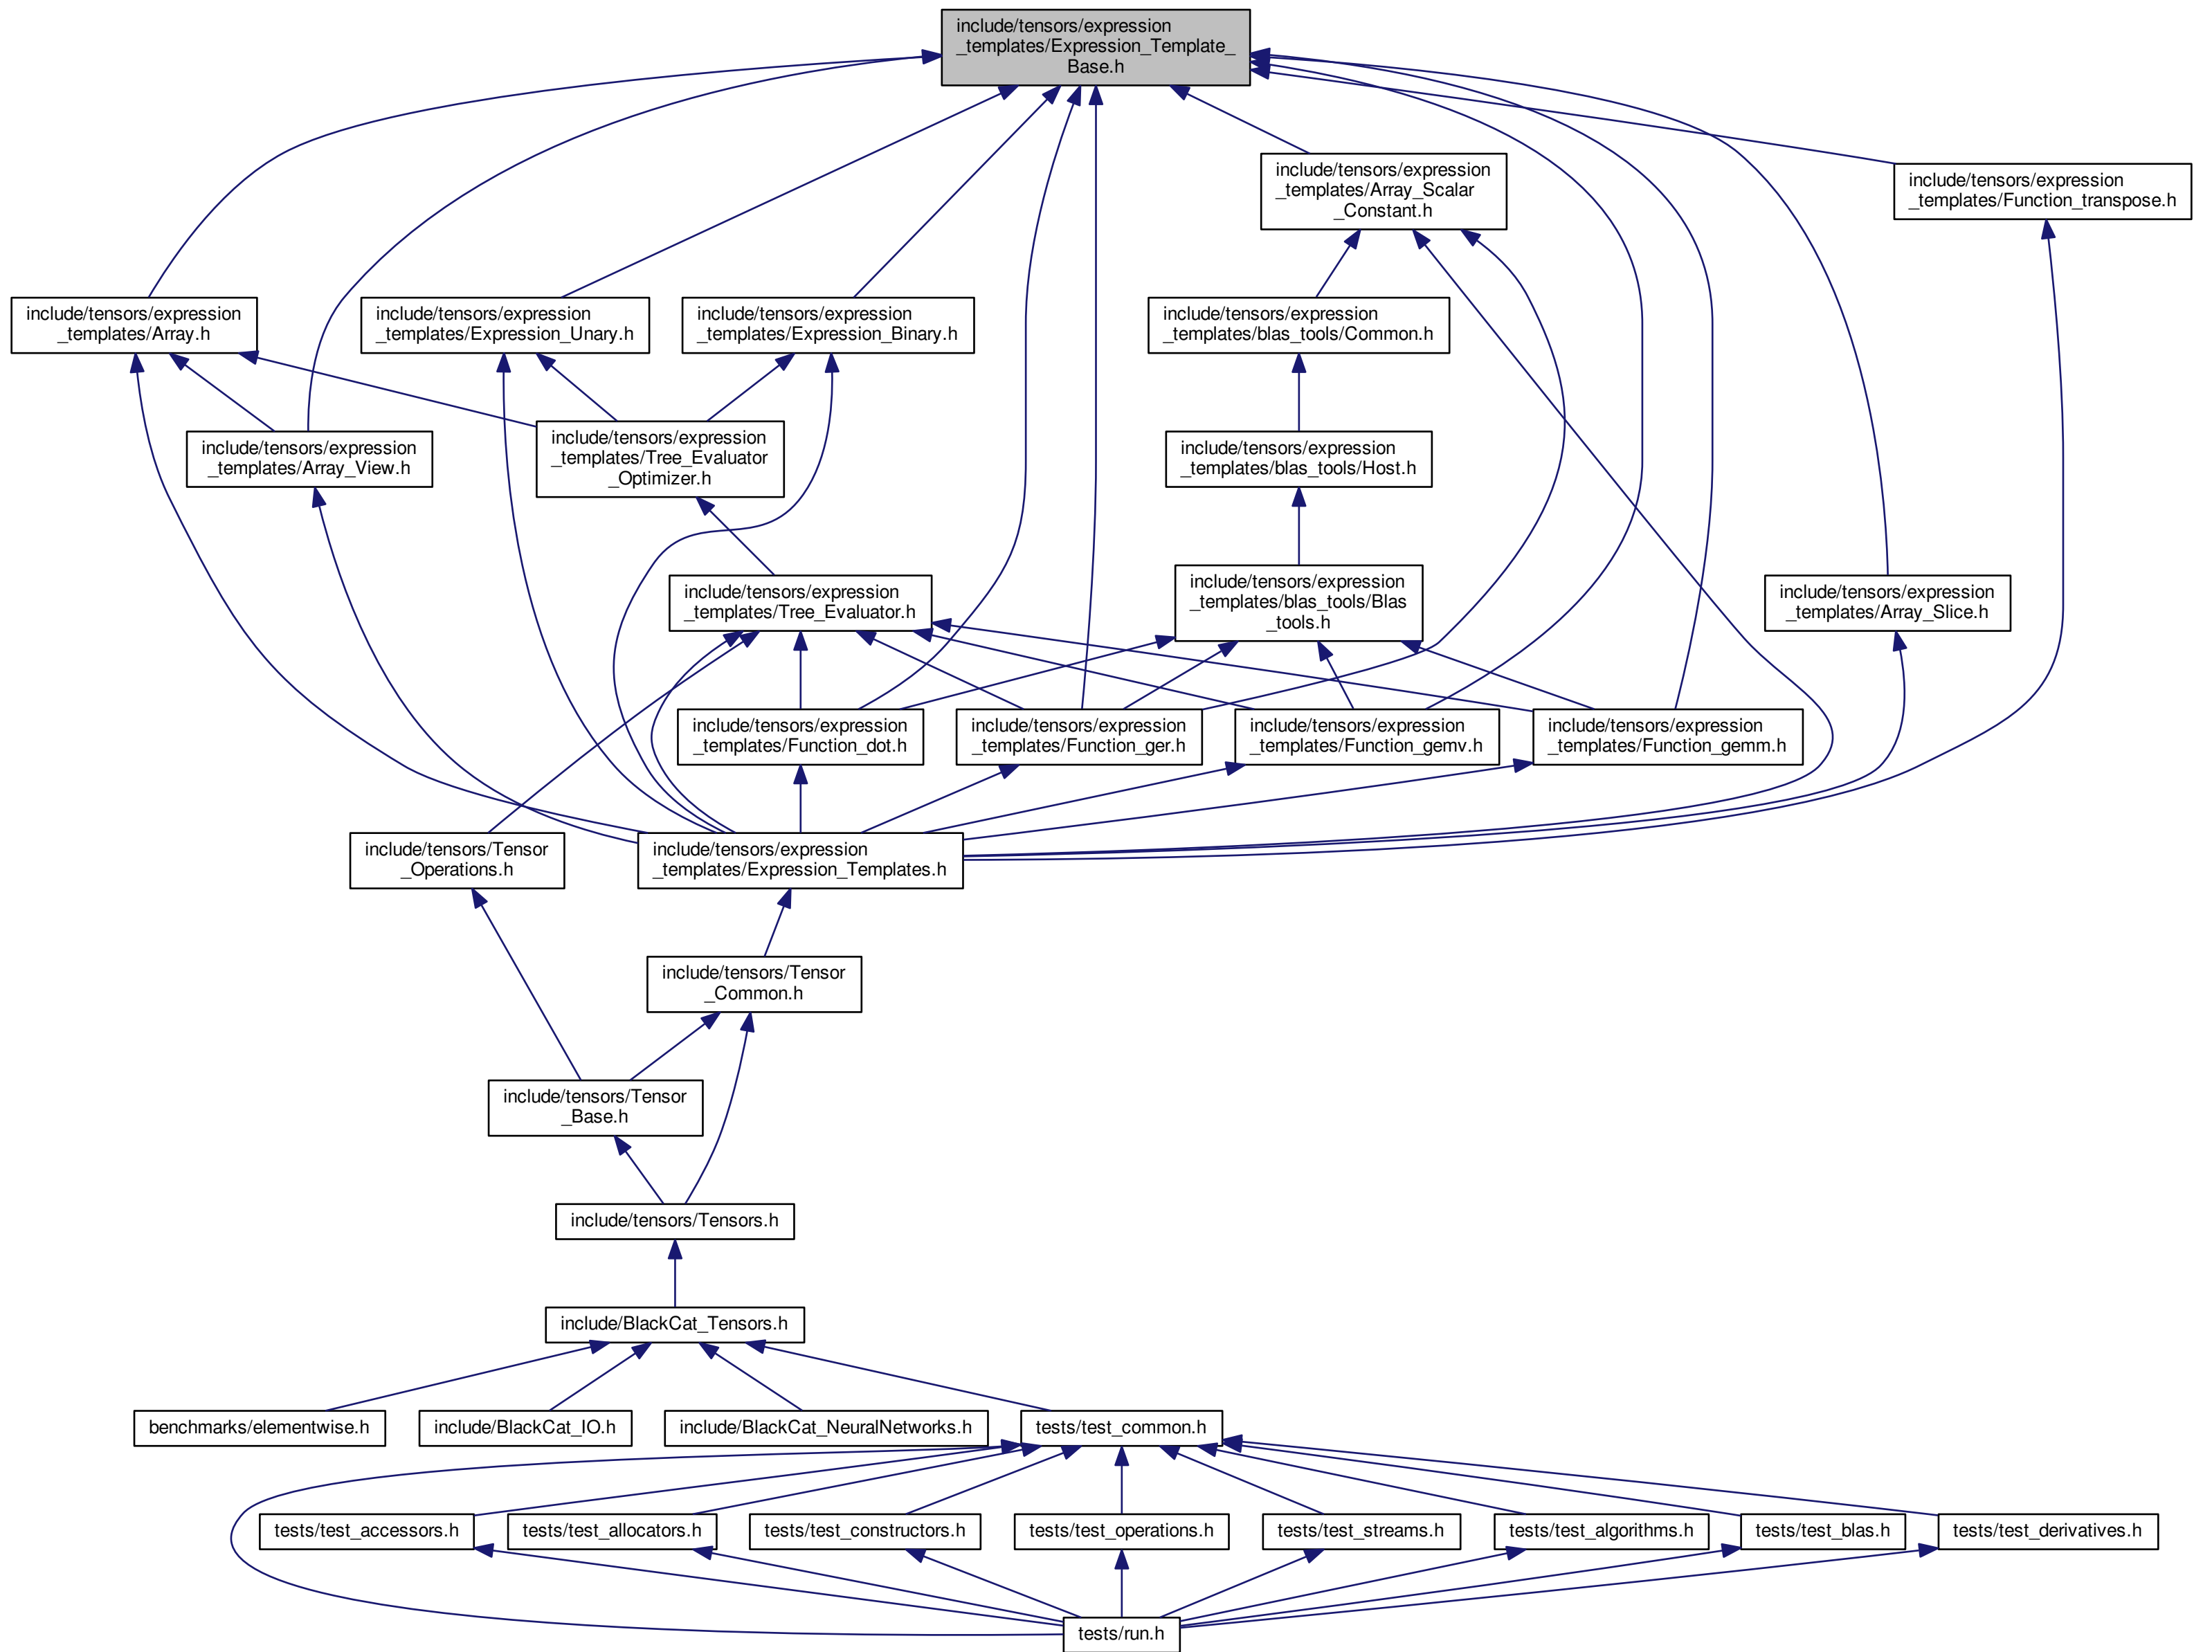 include/tensors/expression
_templates/Expression_Template_
Base.h
include/tensors/expression
_templates/Array_Scalar
_Constant.h
include/tensors/expression
_templates/Function_transpose.h
include/tensors/expression
_templates/Array.h
include/tensors/expression
_templates/Expression_Unary.h
include/tensors/expression
_templates/Expression_Binary.h
include/tensors/expression
_templates/blas_tools/Common.h
include/tensors/expression
_templates/Array_View.h
include/tensors/expression
_templates/Tree_Evaluator
_Optimizer.h
include/tensors/expression
_templates/blas_tools/Host.h
include/tensors/expression
_templates/Tree_Evaluator.h
include/tensors/expression
_templates/blas_tools/Blas
_tools.h
include/tensors/expression
_templates/Array_Slice.h
include/tensors/expression
_templates/Function_dot.h
include/tensors/expression
_templates/Function_ger.h
include/tensors/expression
_templates/Function_gemv.h
include/tensors/expression
_templates/Function_gemm.h
include/tensors/Tensor
_Operations.h
include/tensors/expression
_templates/Expression_Templates.h
include/tensors/Tensor
_Common.h
include/tensors/Tensor
_Base.h
include/tensors/Tensors.h
include/BlackCat_Tensors.h
benchmarks/elementwise.h
include/BlackCat_IO.h
include/BlackCat_NeuralNetworks.h
tests/test_common.h
tests/test_accessors.h
tests/test_allocators.h
tests/test_constructors.h
tests/test_operations.h
tests/test_streams.h
tests/test_algorithms.h
tests/test_blas.h
tests/test_derivatives.h
tests/run.h